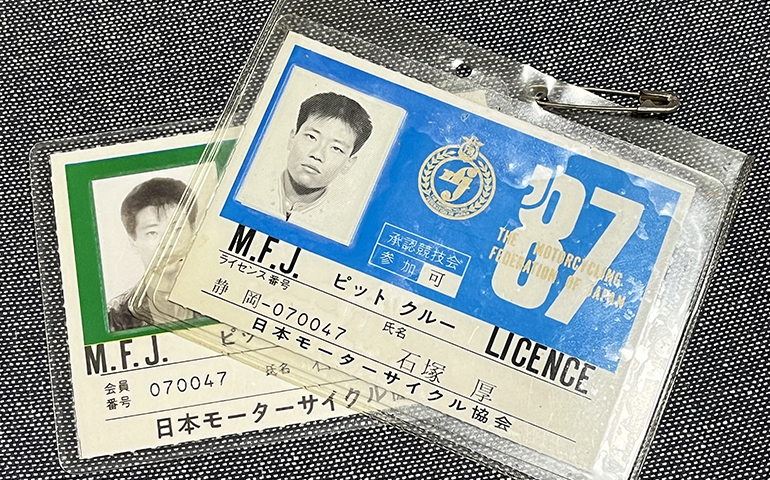 '87
THE MOTORCYCLING
FEDERATION OF JAPAN
承認競技会
参加 可
M.F.J. ピット クルー LICENCE
ライセンス番号 静岡-070047 氏名 石塚 厚
日本モーターサイクル協会
M.F.J. ピッ
会員番号 070047 氏名
日本モーターサイクル